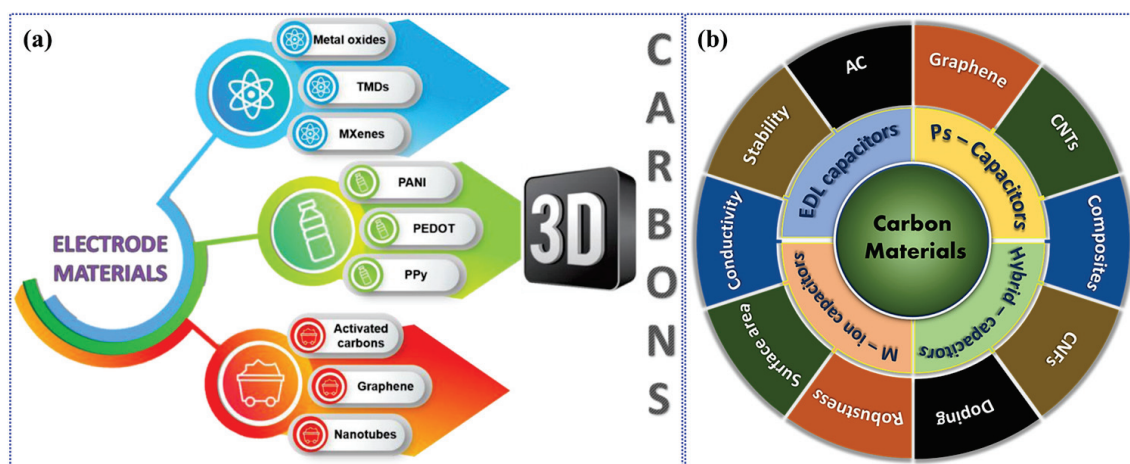 (a)
ELECTRODE
MATERIALS
Metal oxides
TMDs
MXenes
PANI
PEDOT
PPy
Activated
carbons
Graphene
Nanotubes
3D
CARBONS
(b)
Carbon
Materials
EDL capacitors
Ps – Capacitors
Hybrid – capacitors
M – ion capacitors
AC
Graphene
CNTs
Composites
CNFs
Doping
Robustness
Surface area
Conductivity
Stability